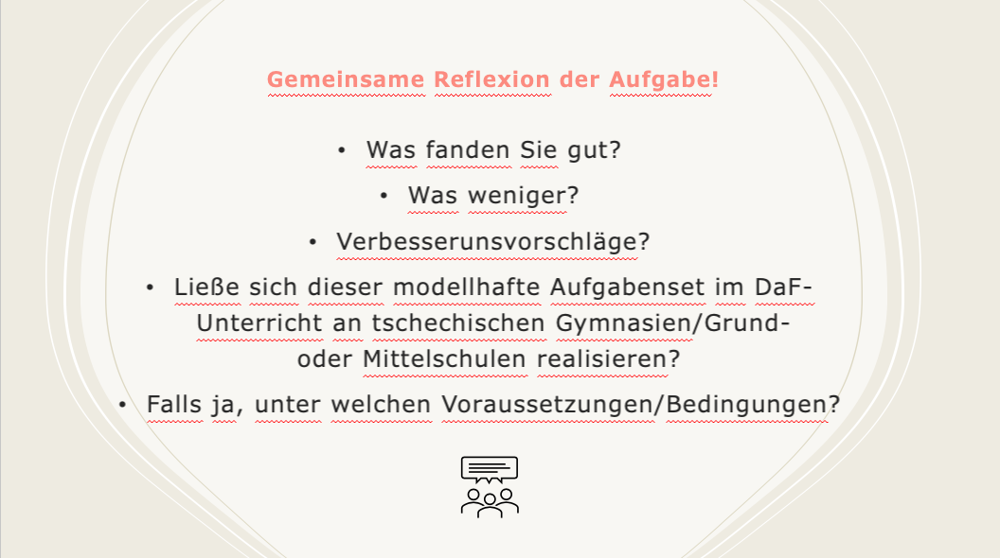 Gemeinsame Reflexion der Aufgabe!
• Was fanden Sie gut?
• Was weniger?
• Verbesserunsvorschläge?
• Ließe sich dieser modellhafte Aufgabenset im DaF-
Unterricht an tschechischen Gymnasien/Grund-
oder Mittelschulen realisieren?
• Falls ja, unter welchen Voraussetzungen/Bedingungen?